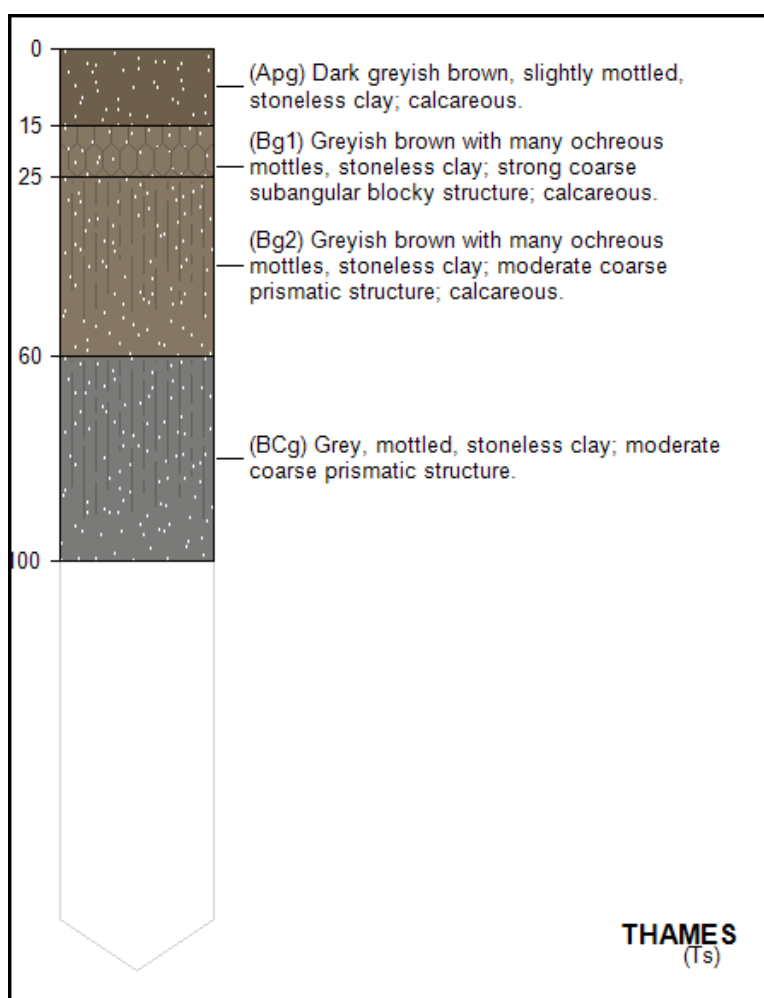 0
(Apg) Dark greyish brown, slightly mottled,
stoneless clay; calcareous.
15
(Bg1) Greyish brown with many ochreous
mottles, stoneless clay; strong coarse
subangular blocky structure; calcareous.
25
(Bg2) Greyish brown with many ochreous
mottles, stoneless clay; moderate coarse
prismatic structure; calcareous.
60
(BCg) Grey, mottled, stoneless clay; moderate
coarse prismatic structure.
100
THAMES
(Ts)